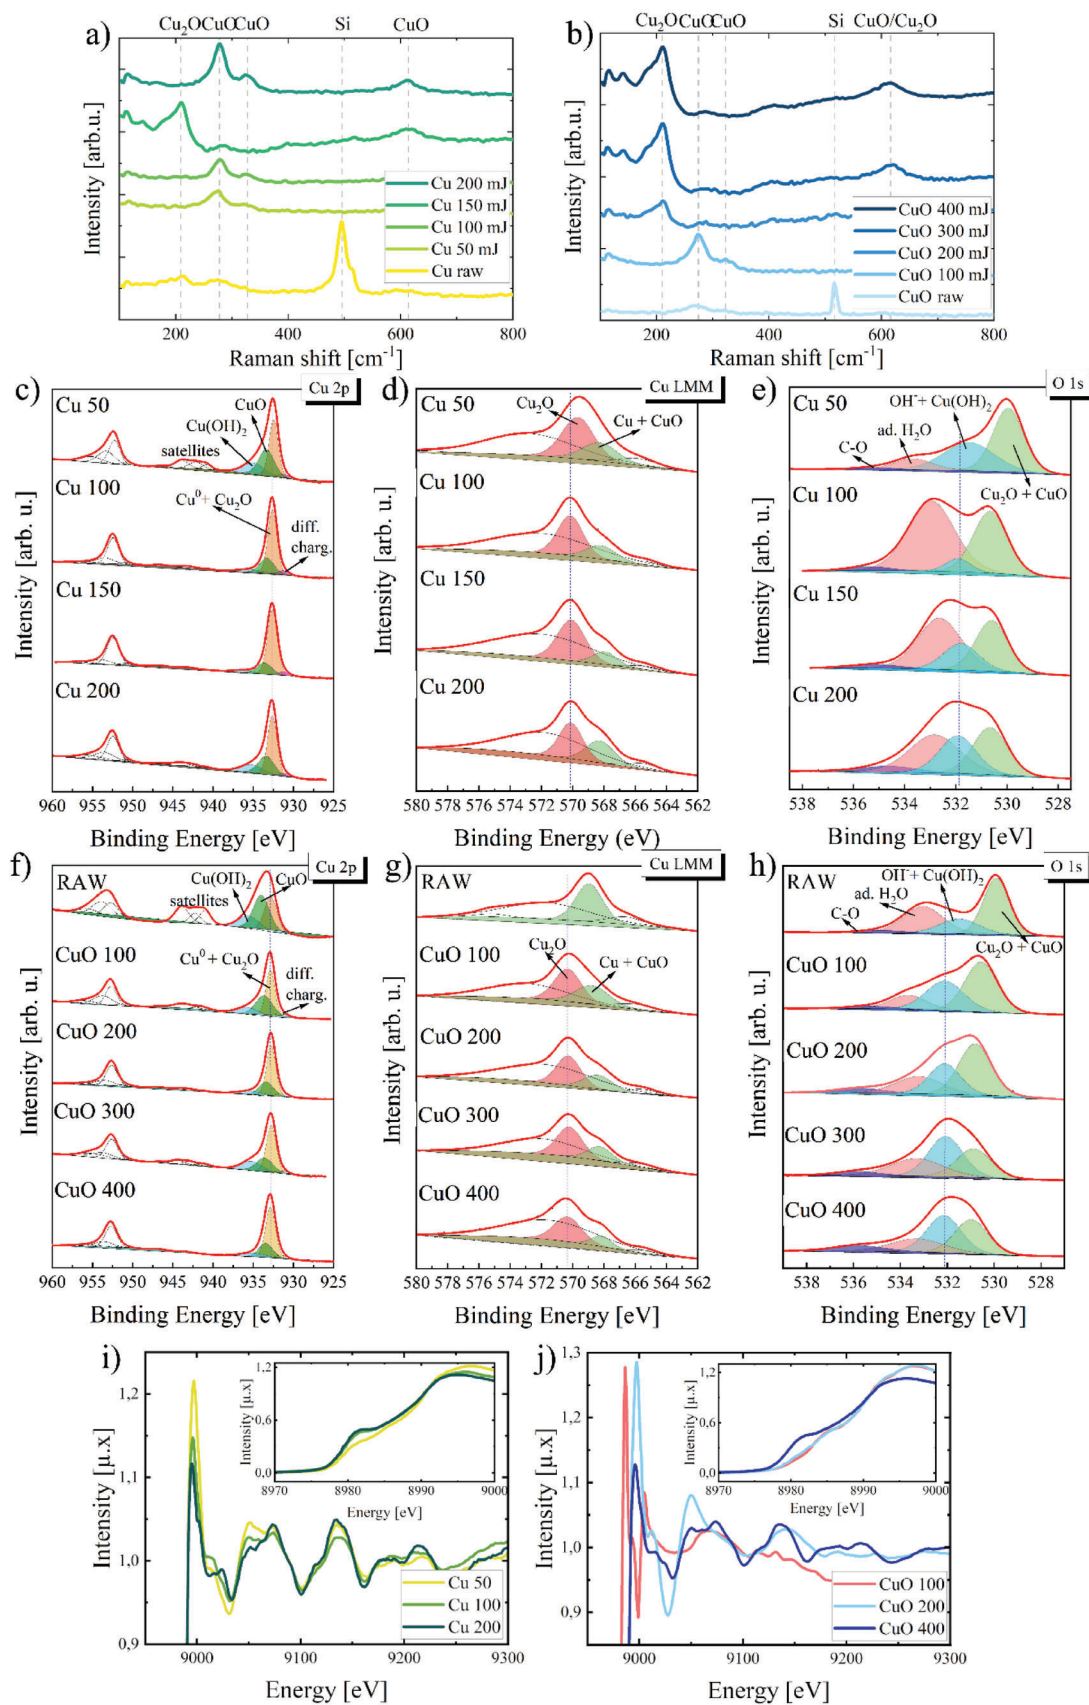 a)
Cu₂O CuO CuO Si CuO
Intensity [arb.u.]
Cu 200 mJ
Cu 150 mJ
Cu 100 mJ
Cu 50 mJ
Cu raw
200 400 600 800
Raman shift [cm⁻¹]
b)
Cu₂O CuO CuO Si CuO/Cu₂O
Intensity [arb.u.]
CuO 400 mJ
CuO 300 mJ
CuO 200 mJ
CuO 100 mJ
CuO raw
200 400 600 800
Raman shift [cm⁻¹]
c)
Cu 2p
Cu 50
CuO
Cu(OH)₂
satellites
Cu 100
Cu⁰+ Cu₂O
diff.
charg.
Cu 150
Cu 200
Intensity [arb. u.]
960 955 950 945 940 935 930 925
Binding Energy [eV]
d)
Cu LMM
Cu 50
Cu₂O
Cu + CuO
Cu 100
Cu 150
Cu 200
Intensity [arb. u.]
580 578 576 574 572 570 568 566 564 562
Binding Energy (eV)
e)
O 1s
Cu 50
OH⁻+ Cu(OH)₂
ad. H₂O
C-O
Cu₂O + CuO
Cu 100
Cu 150
Cu 200
Intensity [arb. u.]
538 536 534 532 530 528
Binding Energy [eV]
f)
Cu 2p
RAW
Cu(OH)₂
CuO
satellites
CuO 100
Cu⁰ + Cu₂O
diff.
charg.
CuO 200
CuO 300
CuO 400
Intensity [arb. u.]
960 955 950 945 940 935 930 925
Binding Energy [eV]
g)
Cu LMM
RAW
CuO 100
Cu₂O
Cu + CuO
CuO 200
CuO 300
CuO 400
Intensity [arb. u.]
580 578 576 574 572 570 568 566 564 562
Binding Energy [eV]
h)
O 1s
RAW
OH⁻+ Cu(OH)₂
ad. H₂O
C-O
Cu₂O + CuO
CuO 100
CuO 200
CuO 300
CuO 400
Intensity [arb. u.]
538 536 534 532 530 528 526
Binding Energy [eV]
i)
1,2
1,1
1,0
0,9
Intensity [µ.x]
1,2
0,6
0,0
Intensity [µ.x]
8970 8980 8990 9000
Energy [eV]
Cu 50
Cu 100
Cu 200
9000 9100 9200 9300
Energy [eV]
j)
1,3
1,2
1,1
1,0
0,9
Intensity [µ.x]
1,2
0,6
0,0
Intensity [µ.x]
8970 8980 8990 9000
Energy [eV]
CuO 100
CuO 200
CuO 400
9000 9100 9200 9300
Energy [eV]